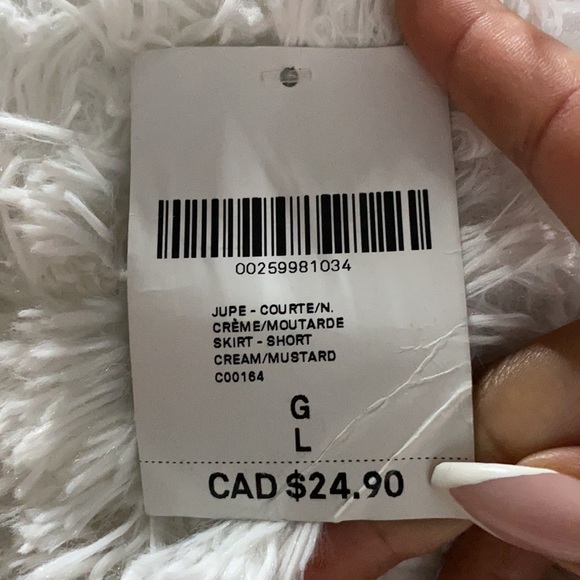 00259981034
JUPE - COURTE/N.
CRÈME/MOUTARDE
SKIRT - SHORT
CREAM/MUSTARD
C00164
G
L
CAD $24.90